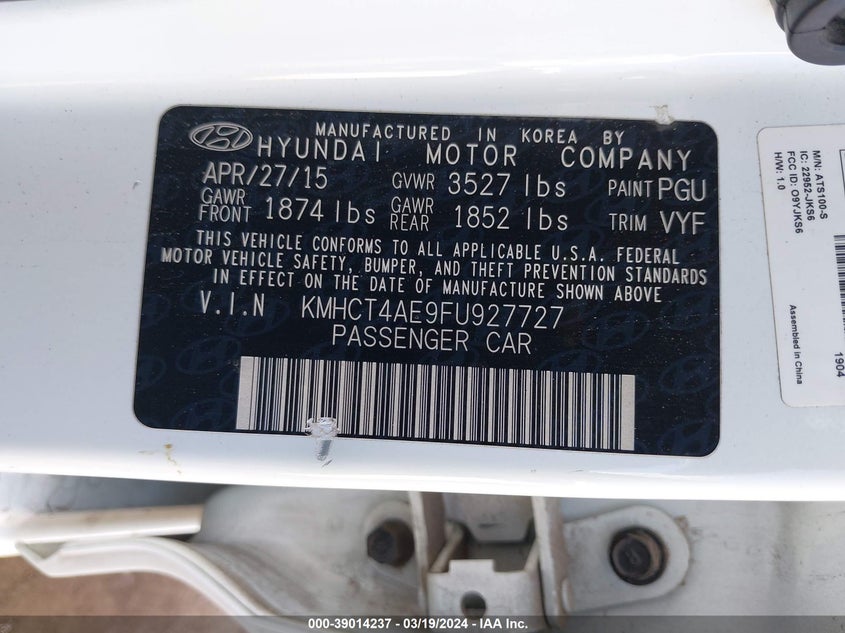 MANUFACTURED IN KOREA BY
HYUNDAI MOTOR COMPANY
APR/27/15 GVWR 3527 lbs PAINT PGU
GAWR FRONT 1874 lbs GAWR REAR 1852 lbs TRIM VYF
THIS VEHICLE CONFORMS TO ALL APPLICABLE U.S.A. FEDERAL
MOTOR VEHICLE SAFETY, BUMPER, AND THEFT PREVENTION STANDARDS
IN EFFECT ON THE DATE OF MANUFACTURE SHOWN ABOVE
V.I.N KMHCT4AE9FU927727
PASSENGER CAR
M/N: ATS100-S
IC: 22952-JKS6
FCC ID: O9YJKS6
H/W: 1.0
Assembled in China
1904
000-39014237 - 03/19/2024 - IAA Inc.